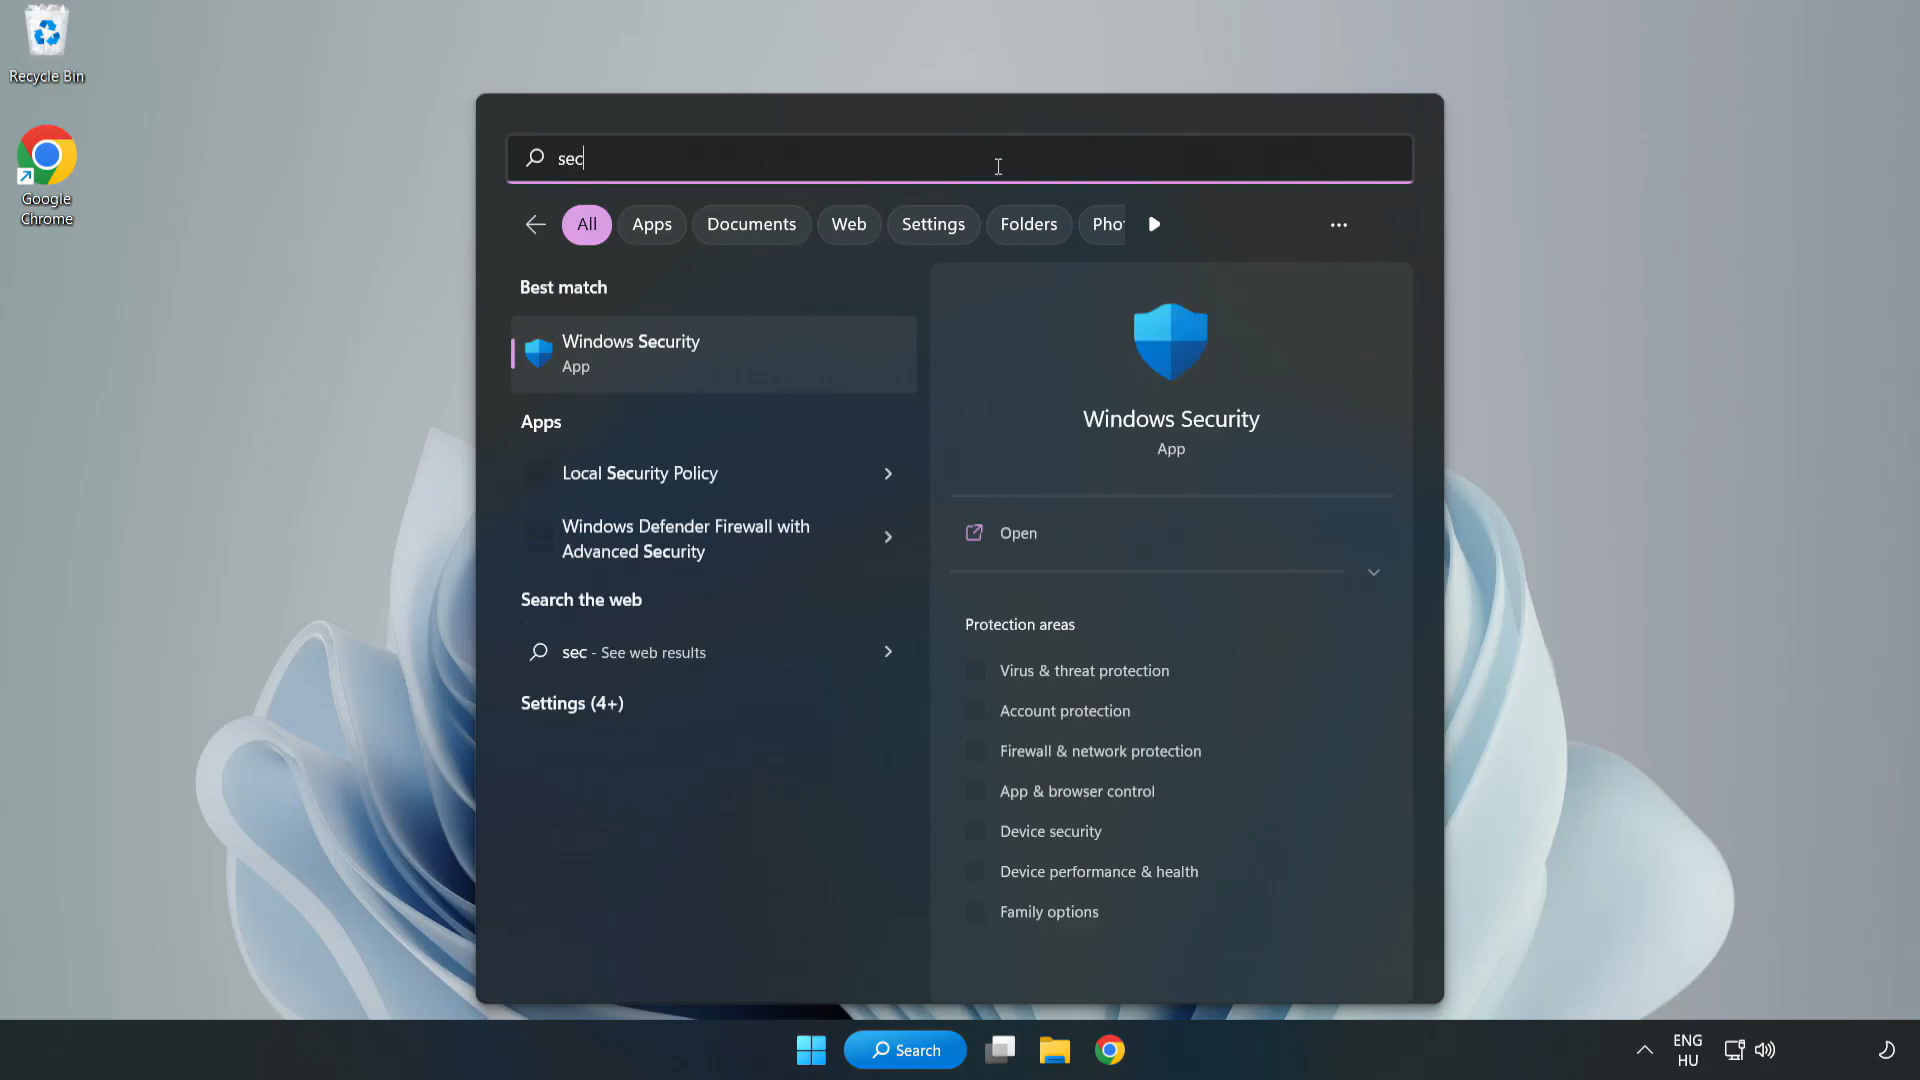 Recycle Bin
Google
Chrome
sec
All
Apps
Documents
Web
Settings
Folders
Pho
Best match
Windows Security
App
Apps
Local Security Policy
Windows Defender Firewall with
Advanced Security
Search the web
sec - See web results
Settings (4+)
Windows Security
App
Open
Protection areas
Virus & threat protection
Account protection
Firewall & network protection
App & browser control
Device security
Device performance & health
Family options
Search
ENG
HU